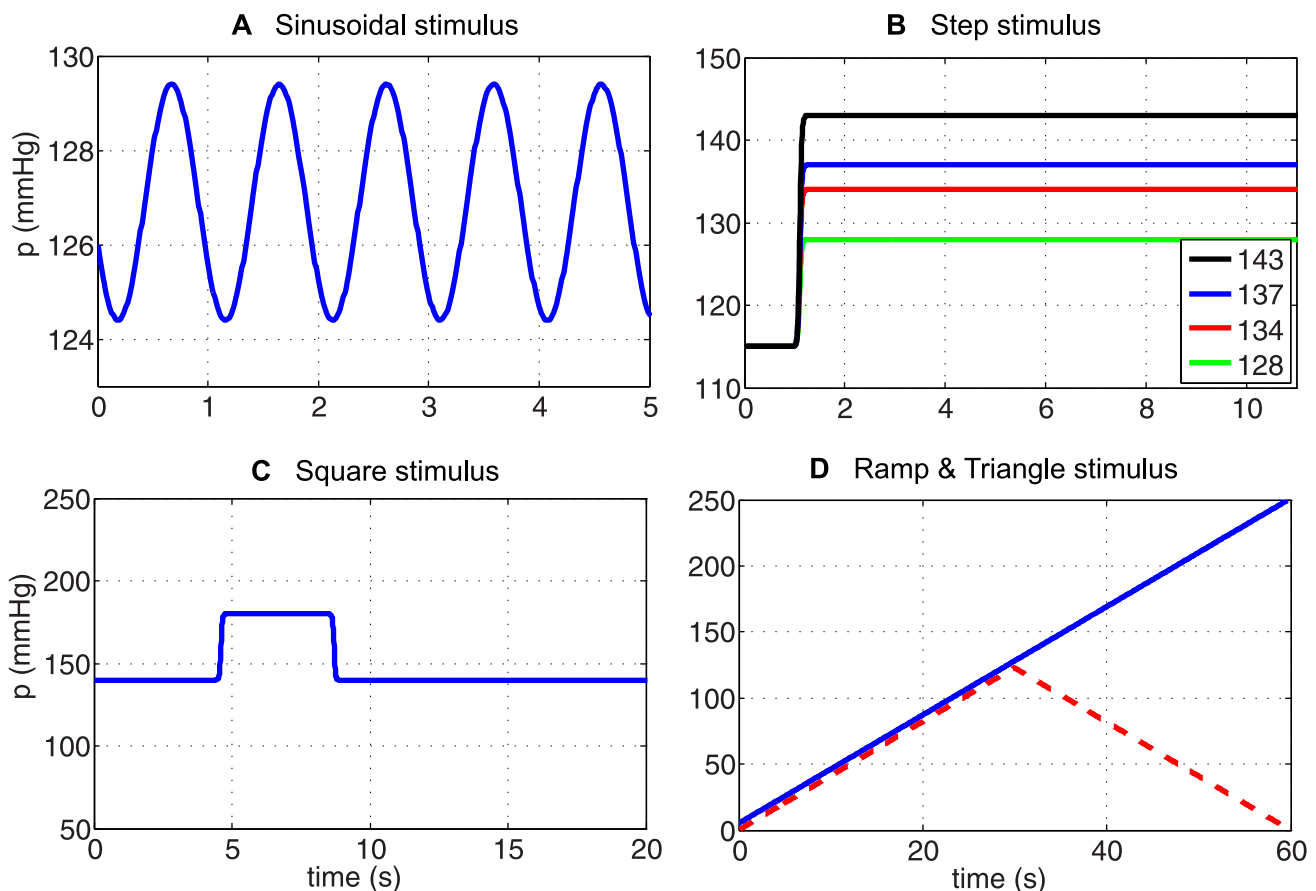 A Sinusoidal stimulus
130
128
126
124
p (mmHg)
0 1 2 3 4 5
B Step stimulus
150
140
130
120
110
0 2 4 6 8 10
143
137
134
128
C Square stimulus
250
200
150
100
50
p (mmHg)
0 5 10 15 20
time (s)
D Ramp & Triangle stimulus
250
200
150
100
50
0
0 20 40 60
time (s)